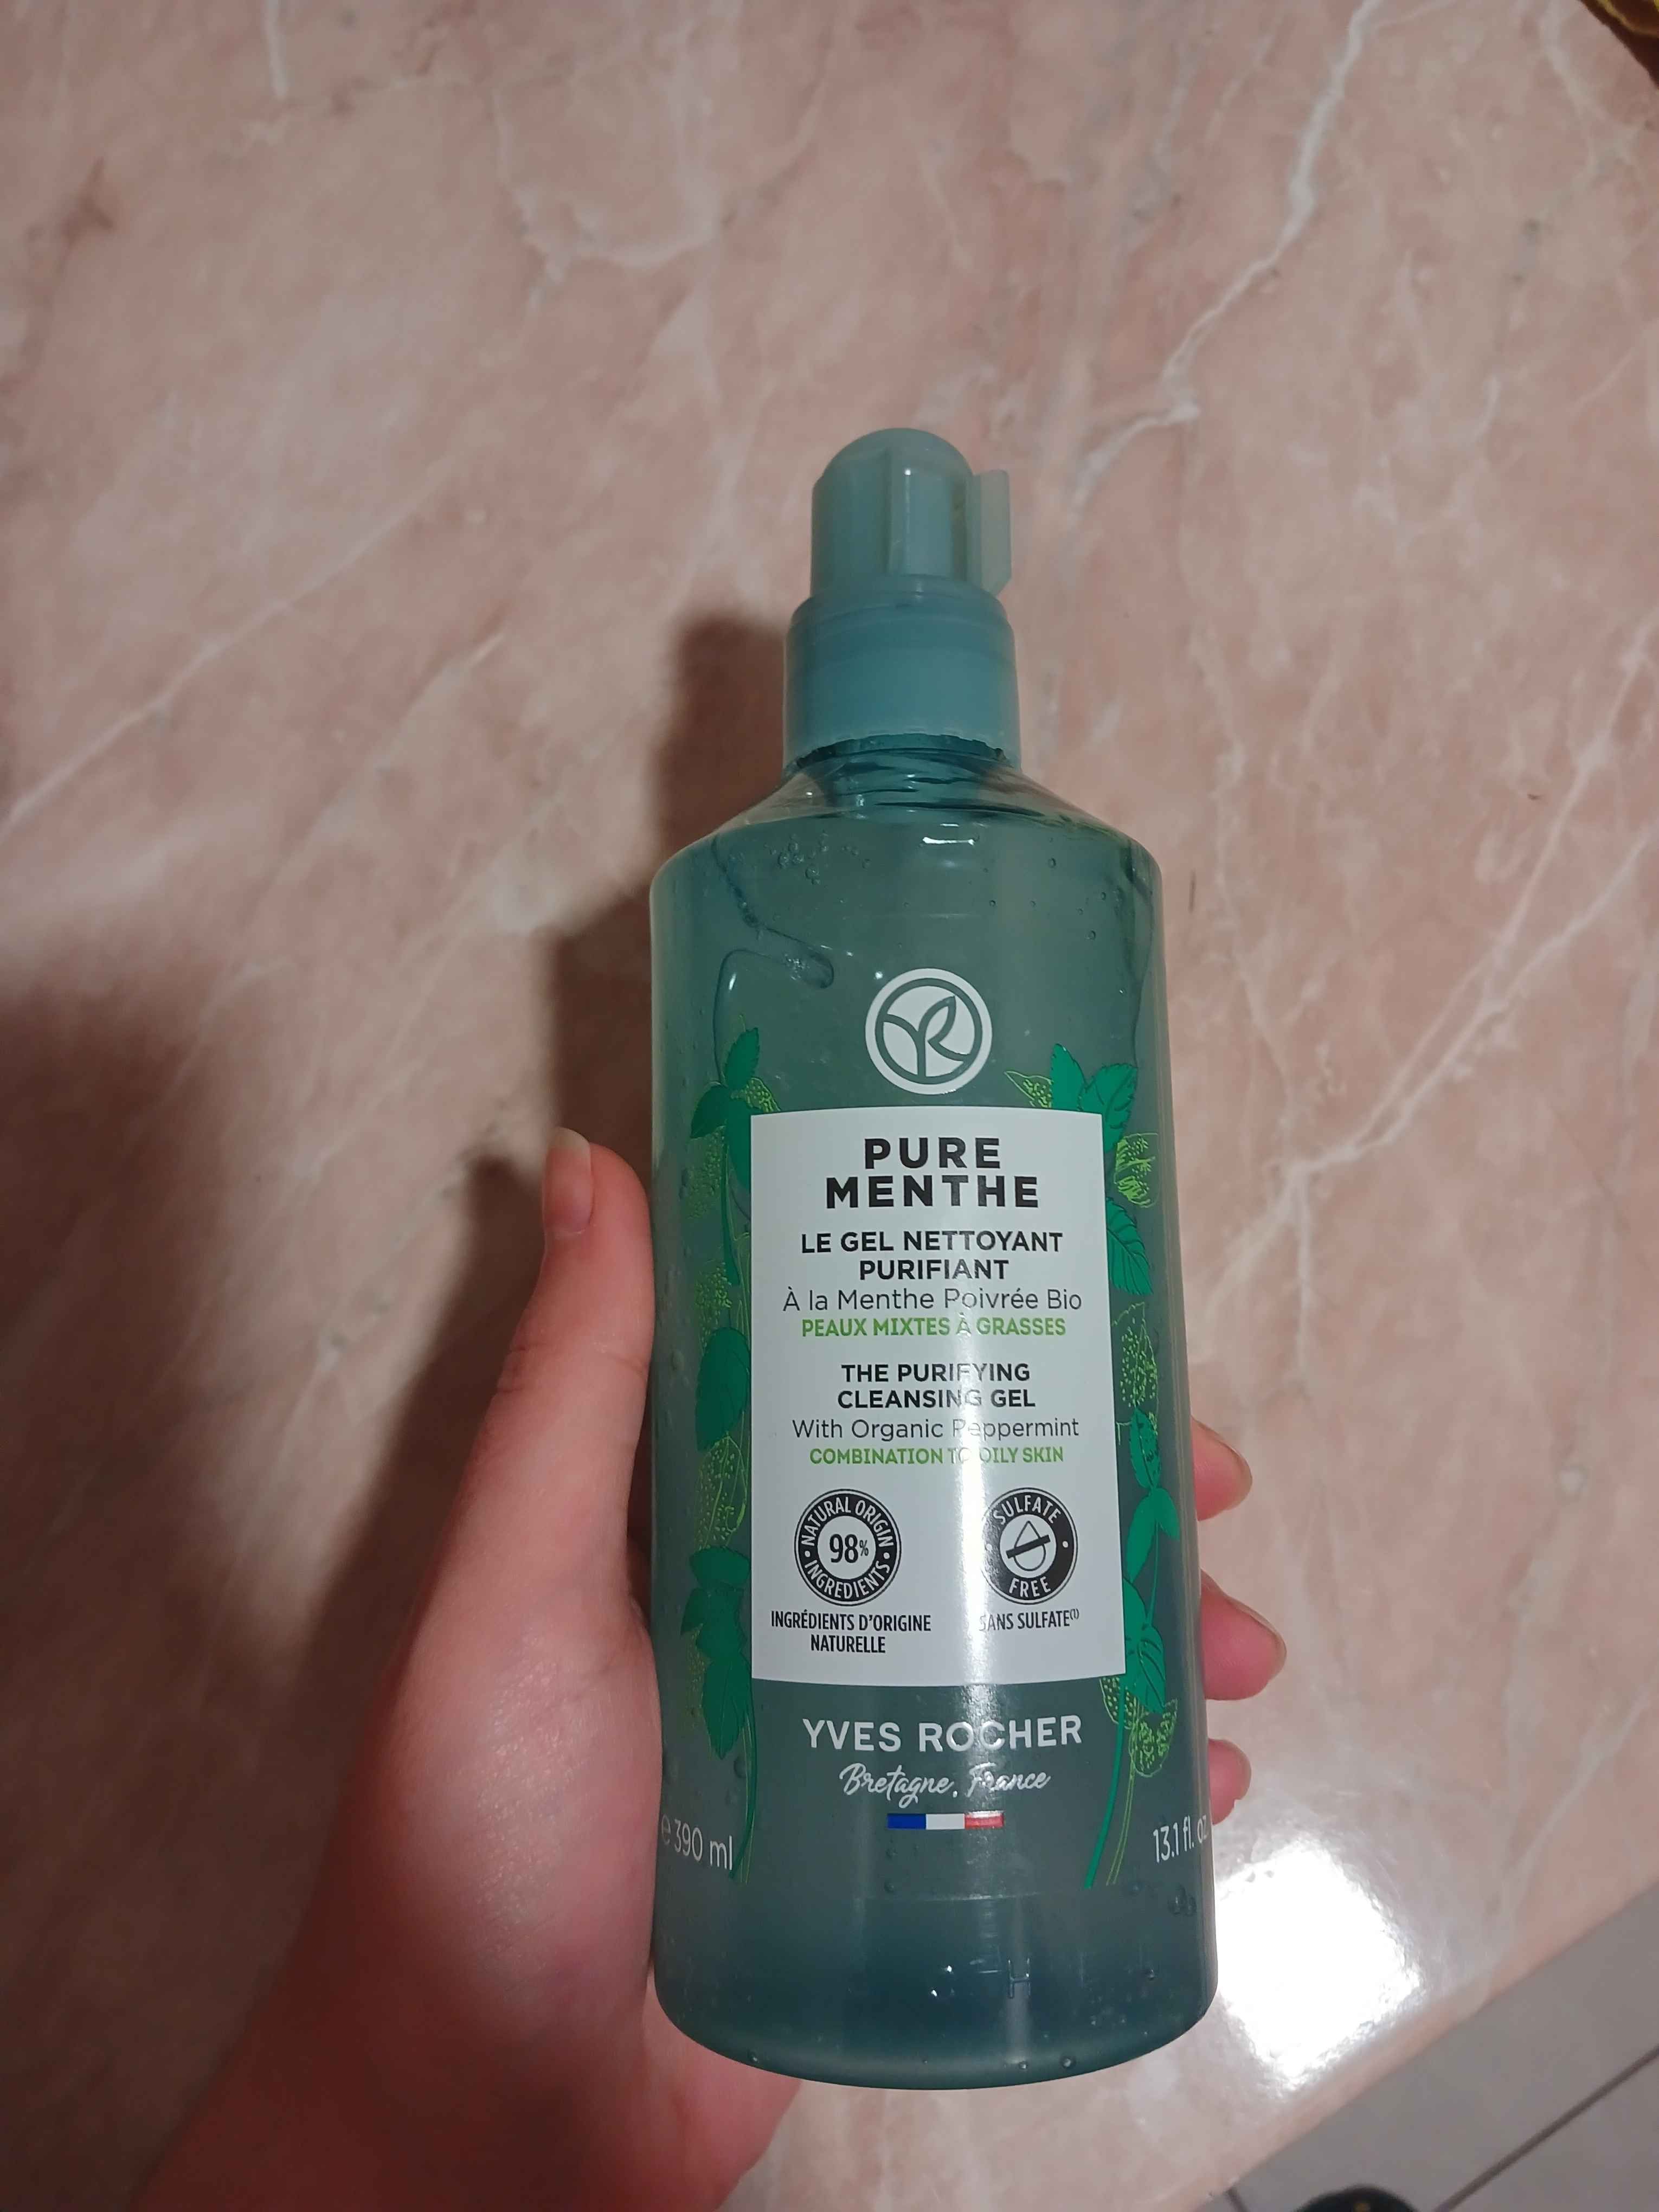 PURE
MENTHE
LE GEL NETTOYANT
PURIFIANT
À la Menthe Poivrée Bio
PEAUX MIXTES À GRASSES
THE PURIFYING
CLEANSING GEL
With Organic Peppermint
COMBINATION TO OILY SKIN
NATURAL ORIGIN
98%
INGREDIENTS
INGRÉDIENTS D'ORIGINE
NATURELLE
SULFATE
FREE
SANS SULFATE(1)
YVES ROCHER
Bretagne, France
e 390 ml
13.1 fl. oz